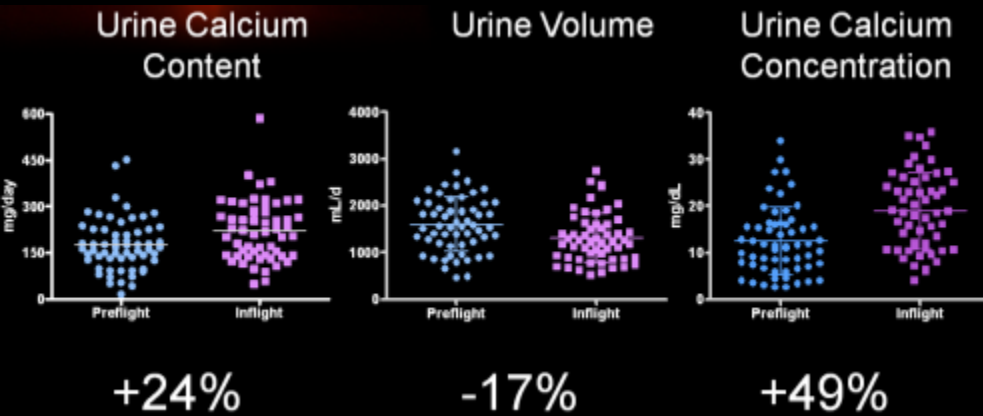 Urine Calcium
Content
600
450
300
150
0
mg/day
Preflight
Inflight
+24%
Urine Volume
4000
3000
2000
1000
0
mL/d
Preflight
Inflight
-17%
Urine Calcium
Concentration
40
30
20
10
0
mg/dL
Preflight
Inflight
+49%